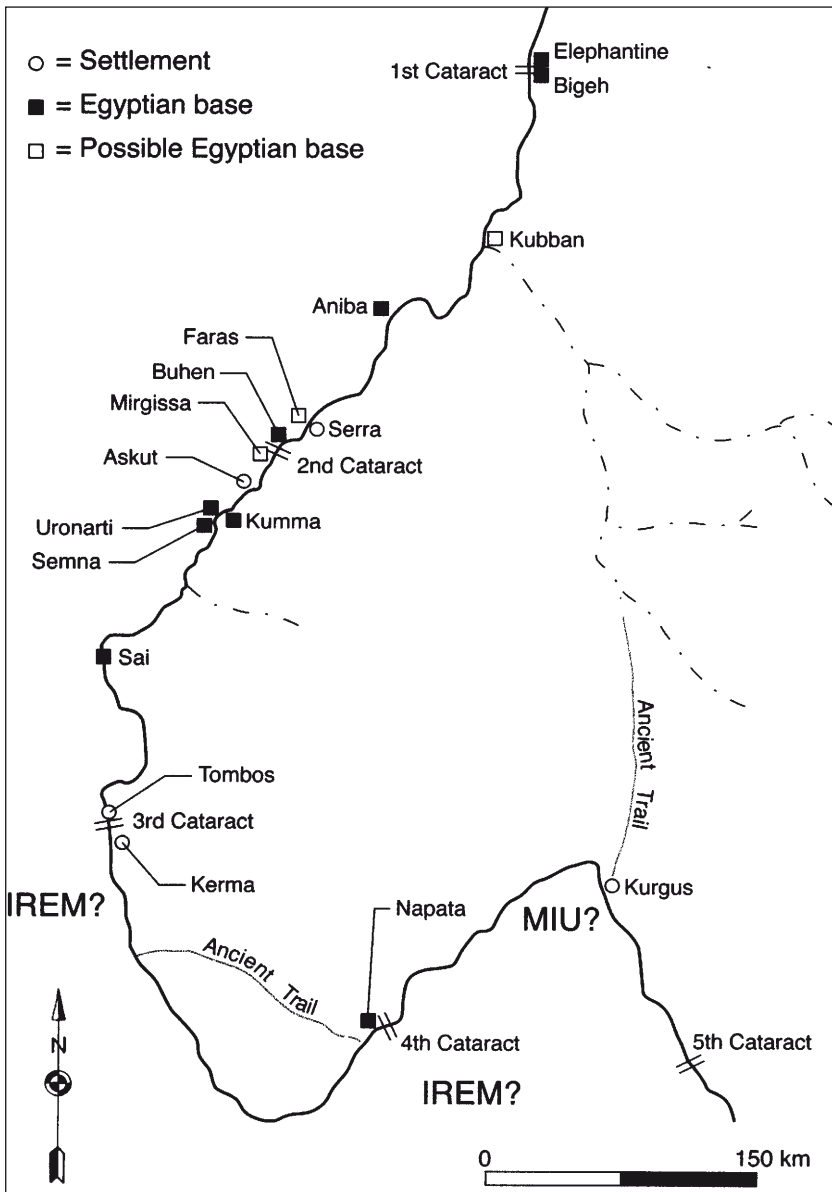 = Settlement
= Egyptian base
= Possible Egyptian base
Elephantine
1st Cataract
Bigeh
Kubban
Aniba
Faras
Buhen
Mirgissa
Serra
2nd Cataract
Askut
Uronarti
Kumma
Semna
Sai
Ancient Trail
Tombos
3rd Cataract
Kerma
Kurgus
IREM?
Napata
MIU?
Ancient Trail
N
4th Cataract
5th Cataract
IREM?
0 150 km